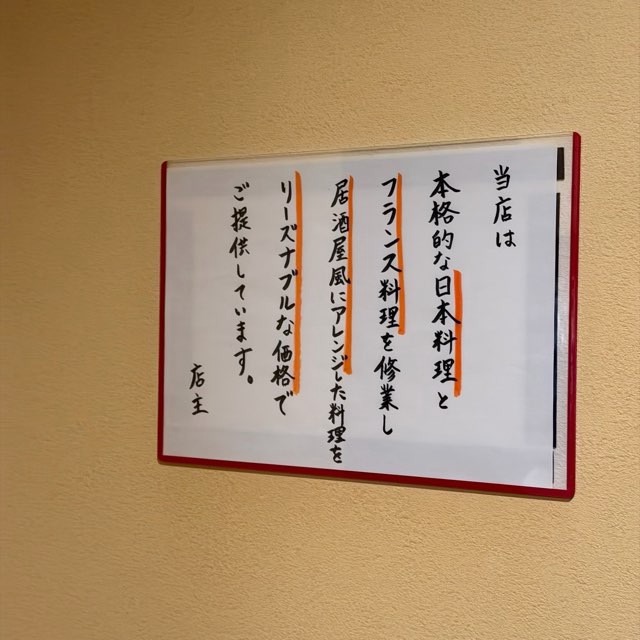 当店は
本格的な日本料理と
フランス料理を修業し
居酒屋風にアレンジした料理を
リーズナブルな価格で
ご提供しています。
店主